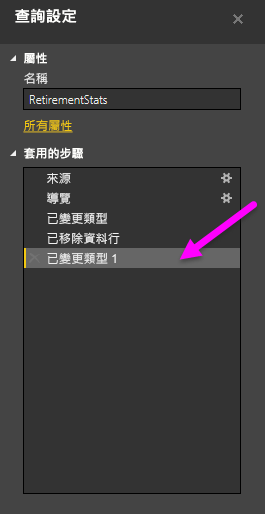 查詢設定
屬性
名稱
RetirementStats
所有屬性
套用的步驟
來源
導覽
已變更類型
已移除資料行
已變更類型 1